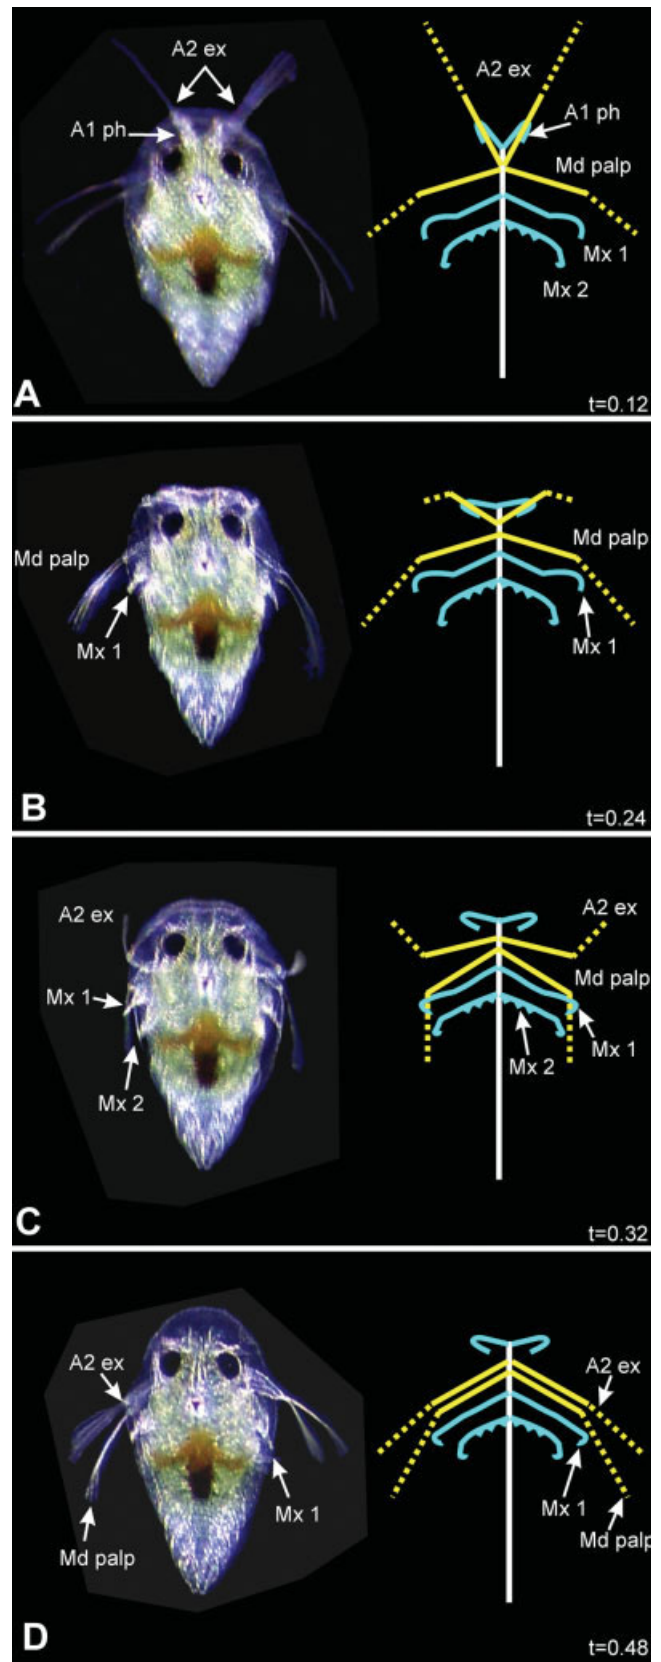 A2 ex
A1 ph
A2 ex
A1 ph
Md palp
Mx 1
Mx 2
A
t=0.12
Md palp
Mx 1
Md palp
Mx 1
B
t=0.24
A2 ex
Mx 1
Mx 2
A2 ex
Md palp
Mx 1
Mx 2
C
t=0.32
A2 ex
Mx 1
Md palp
A2 ex
Mx 1
Md palp
D
t=0.48